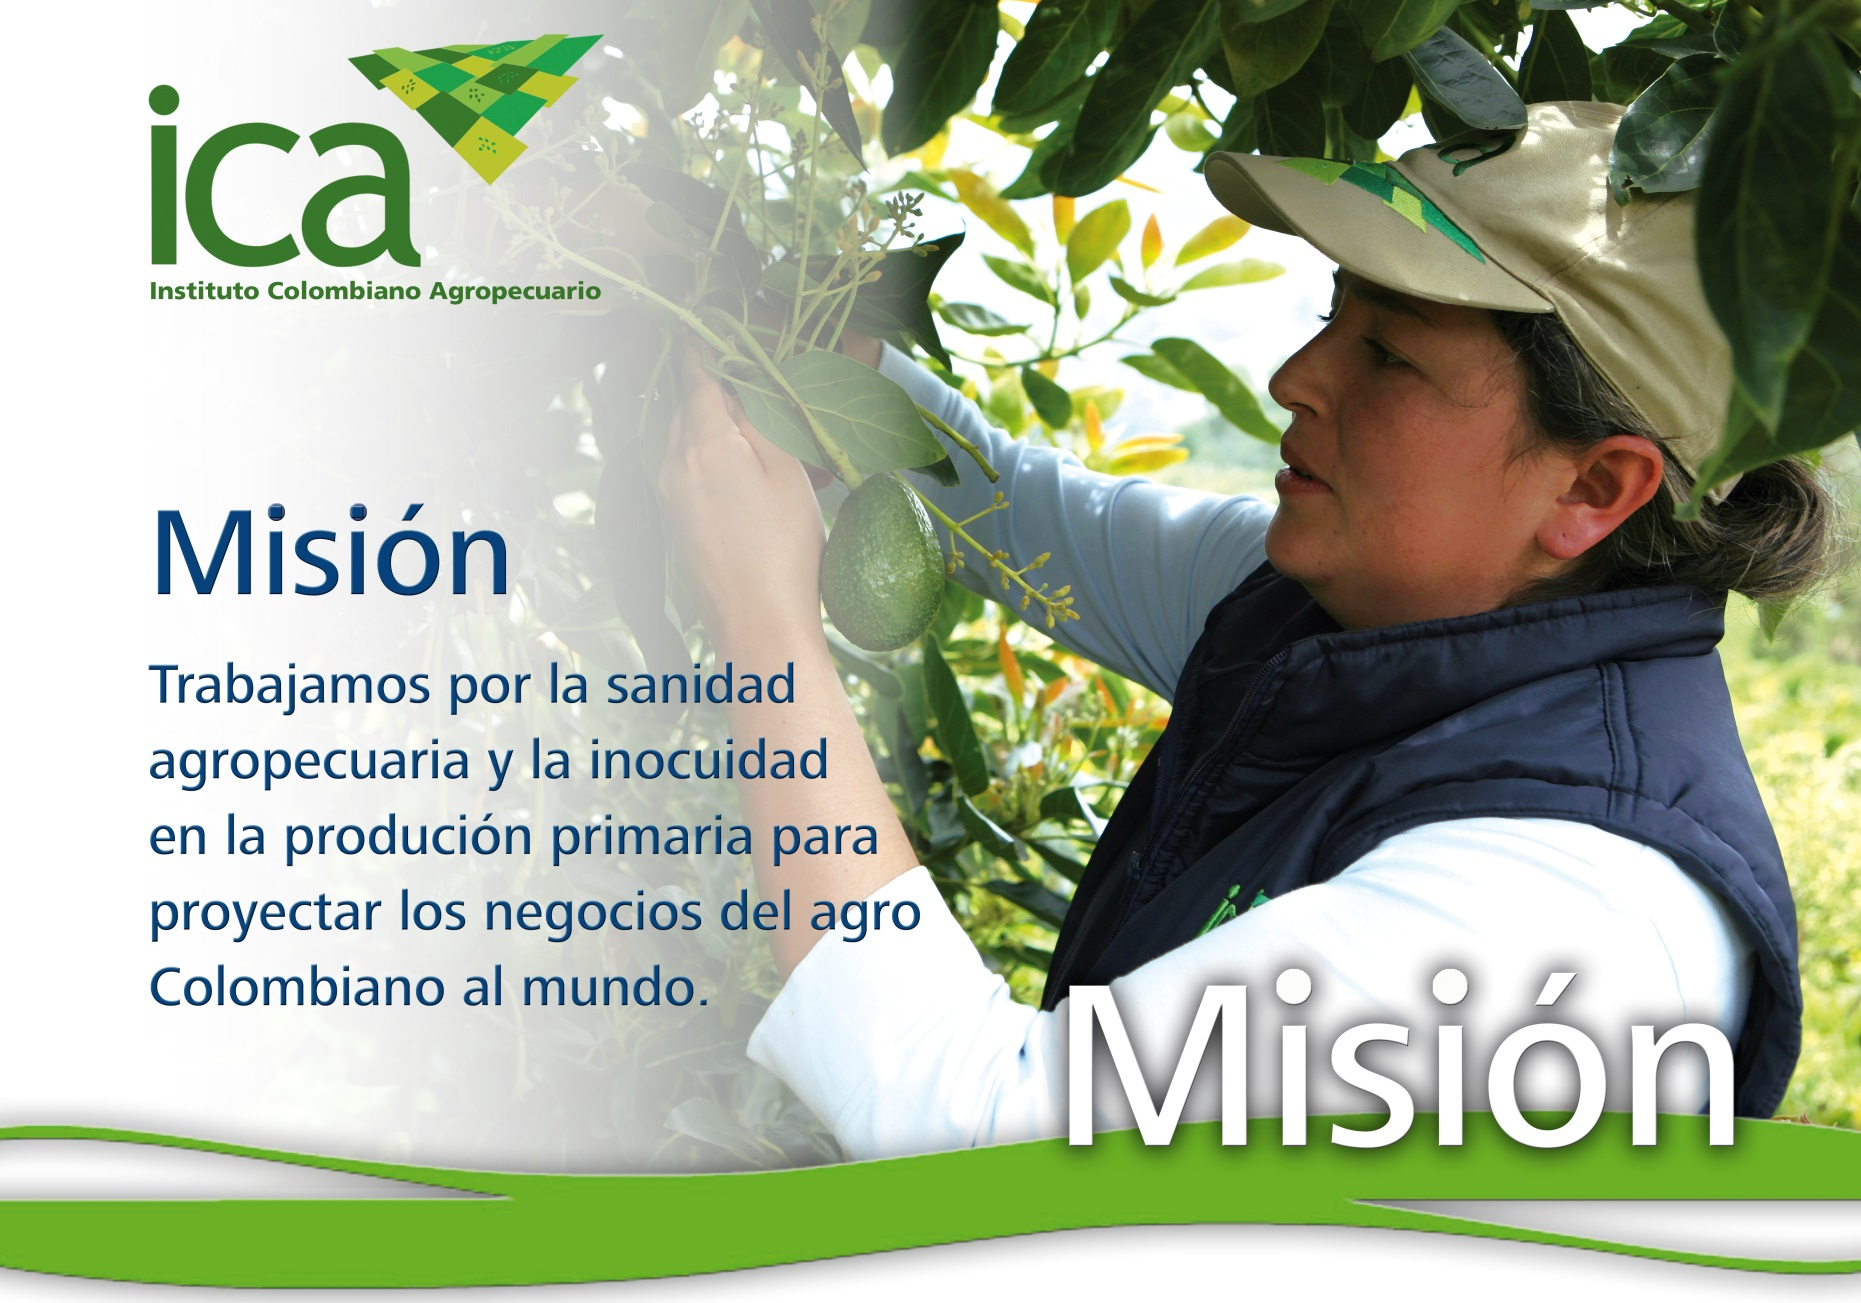 ica
Instituto Colombiano Agropecuario
Misión
Trabajamos por la sanidad
agropecuaria y la inocuidad
en la produción primaria para
proyectar los negocios del agro
Colombiano al mundo.
Misión